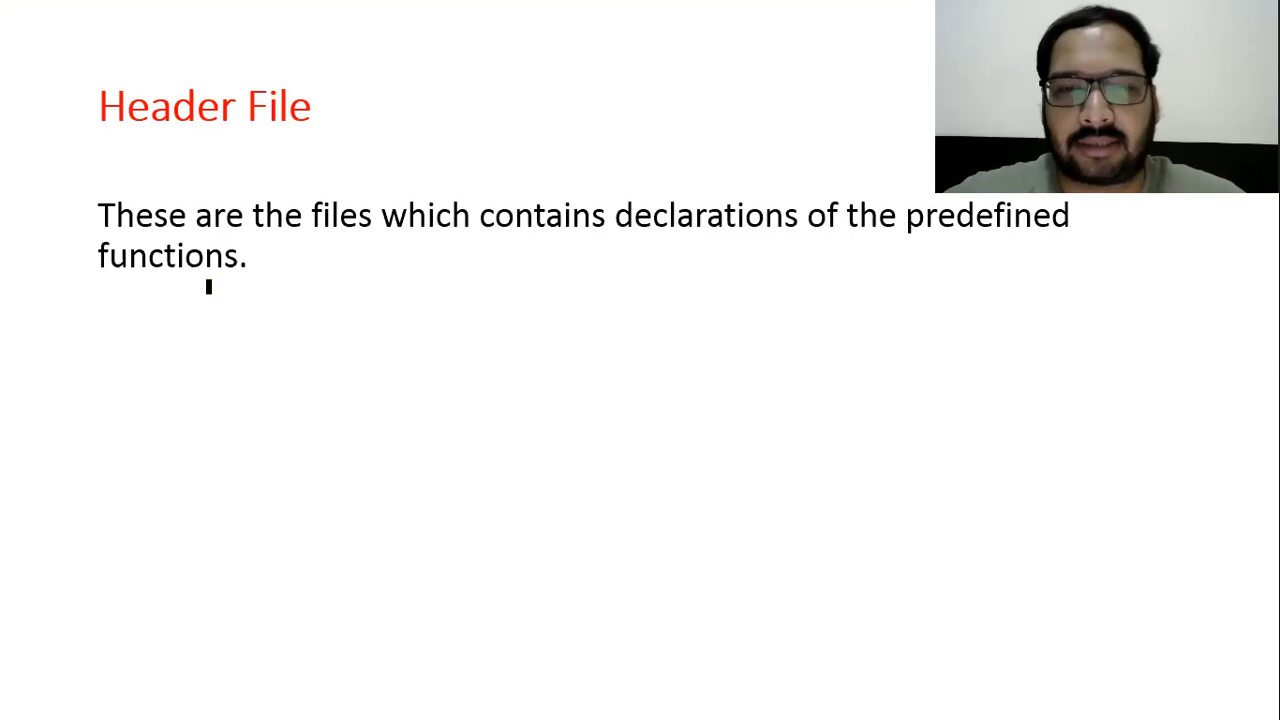 Header File
These are the files which contains declarations of the predefined
functions.